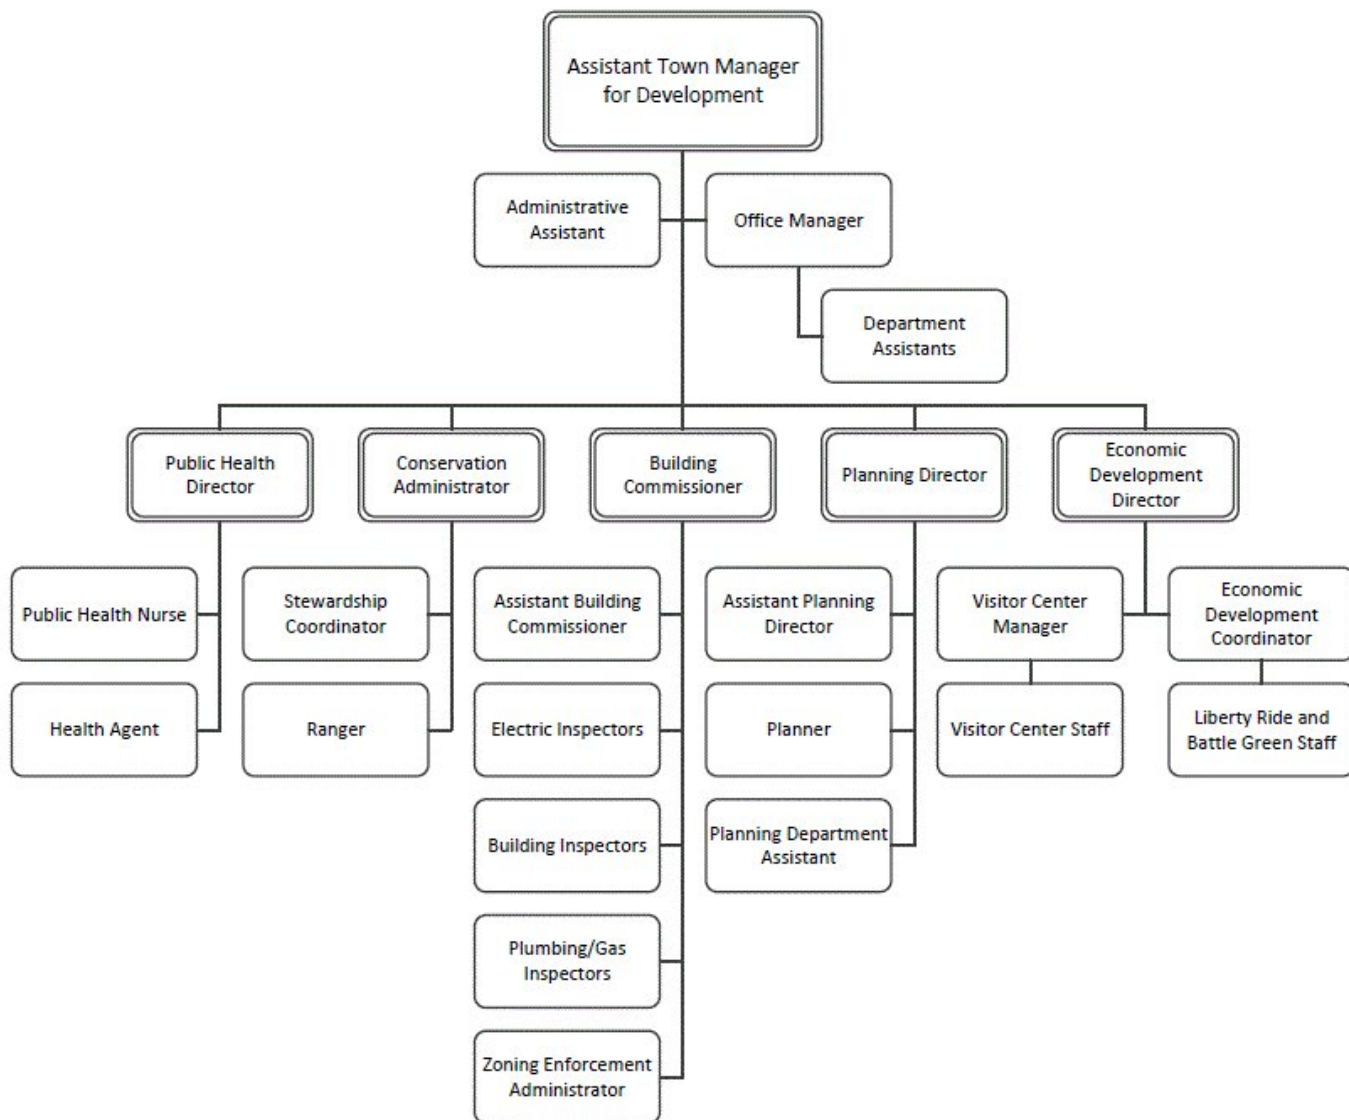 Assistant Town Manager
for Development
Administrative
Assistant
Office Manager
Department
Assistants
Public Health
Director
Conservation
Administrator
Building
Commissioner
Planning Director
Economic
Development
Director
Public Health Nurse
Stewardship
Coordinator
Assistant Building
Commissioner
Assistant Planning
Director
Visitor Center
Manager
Economic
Development
Coordinator
Health Agent
Ranger
Electric Inspectors
Planner
Visitor Center Staff
Liberty Ride and
Battle Green Staff
Building Inspectors
Planning Department
Assistant
Plumbing/Gas
Inspectors
Zoning Enforcement
Administrator